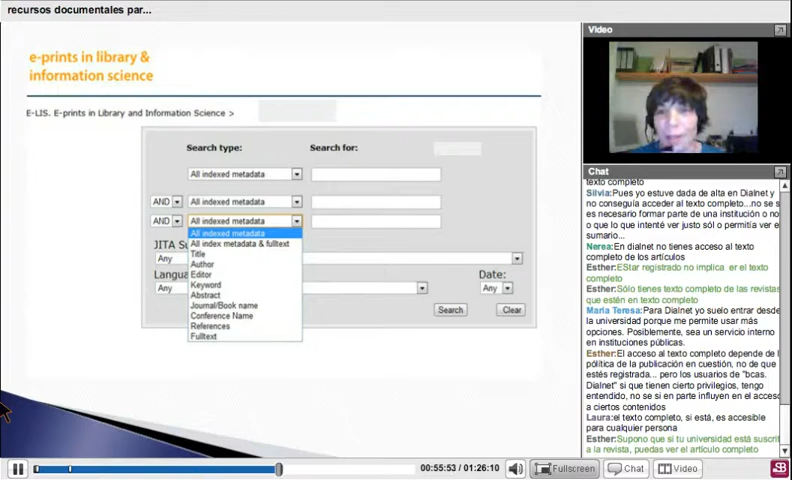 recursos documentales par...
e-prints in library &
information science
E-LIS. E-prints in Library and Information Science >
Search type:
Search for:
All indexed metadata
AND
All indexed metadata
AND
All indexed metadata
All indexed metadata
All index metadata & fulltext
Title
Author
Editor
Keyword
Abstract
Journal/Book name
Conference Name
References
Fulltext
JITA Su
Any
Langua
Any
Date:
Any
Search
Clear
Video
Chat
texto completo
Silvia:Pues yo estuve dada de alta en Dialnet y
no conseguía acceder al texto completo...no se s
es necesario formar parte de una institución o no
o que lo que intenté ver justo sól o permitía ver e
sumario...
Nerea:En dialnet no tienes acceso al texto
completo de los artículos
Esther:EStar registrado no implica er el texto
completo
Esther:Sólo tienes texto completo de las revistas
que estén en texto completo
Maria Teresa:Para Dialnet yo suelo entrar desde
la universidad porque me permite usar más
opciones. Posiblemente, sea un servicio interno
en instituciones públicas.
Esther:El acceso al texto completo depende de l
pólitica de la publicación en cuestión, no de que
estés registrada... pero los usuarios de "bcas.
Dialnet" si que tienen cierto privilegios, tengo
entendido, no se si en parte influyen en el acceso
a ciertos contenidos
Laura:el texto completo, si está, es accesible
para cualquier persona
Esther:Supono que si tu universidad está suscrit
a la revista, puedas ver el artículo completo
00:55:53 / 01:26:10
Fullscreen
Chat
Video
SB